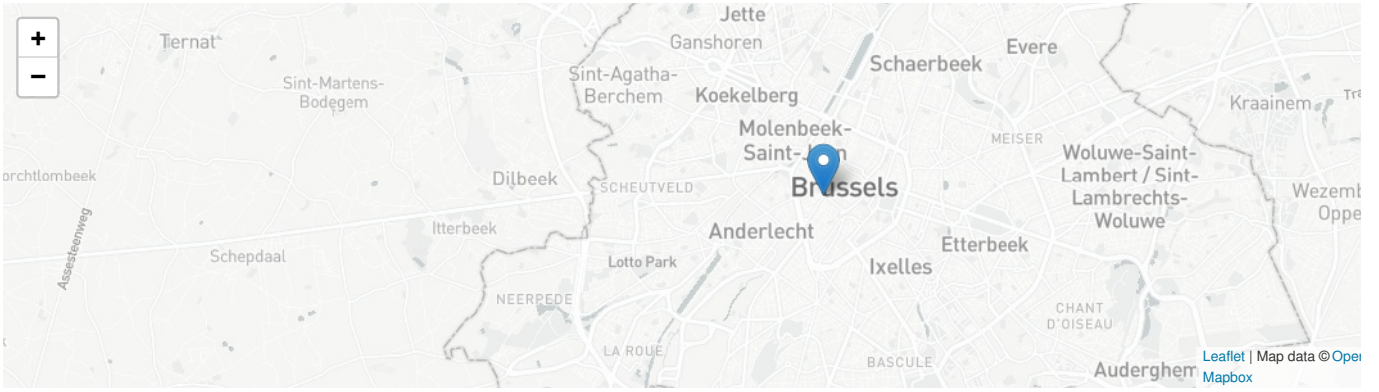 +
−
Ternat
Sint-Martens-
Bodegem
Jette
Ganshoren
Sint-Agatha-
Berchem
Koekelberg
Schaerbeek
Evere
Kraainem
Molenbeek-
MEISER
Woluwe-Saint-
Lambert / Sint-
Lambrechts-
Woluwe
orchtlombeek
Dilbeek
SCHEUTVELD
Brussels
Assesteenweg
Itterbeek
Schepdaal
Anderlecht
Lotto Park
Etterbeek
Ixelles
NEERPEDE
CHANT
D'OISEAU
LA ROUE
BASCULE
Auderghem
Leaflet | Map data ©
Mapbox